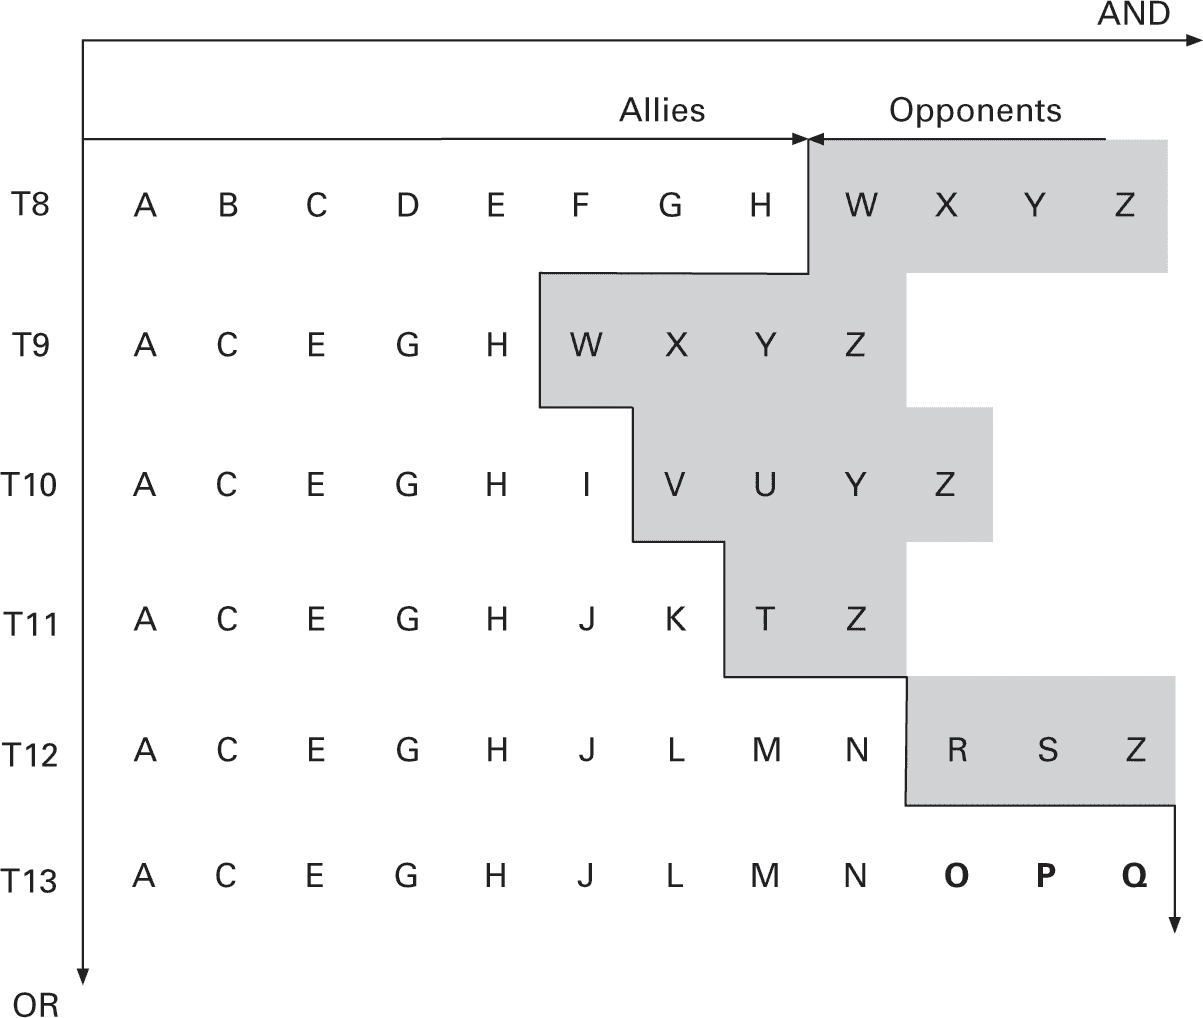 AND
Allies Opponents
T8 A B C D E F G H W X Y Z
T9 A C E G H W X Y Z
T10 A C E G H I V U Y Z
T11 A C E G H J K T Z
T12 A C E G H J L M N R S Z
T13 A C E G H J L M N O P Q
OR